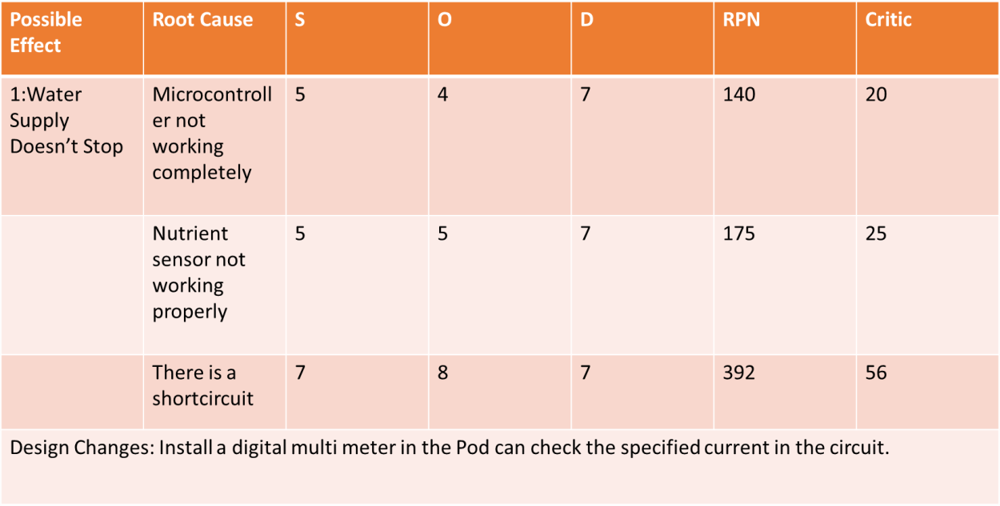 Possible Effect Root Cause S O D RPN Critic
1:Water Supply Doesn’t Stop Microcontroller not working completely 5 4 7 140 20
Nutrient sensor not working properly 5 5 7 175 25
There is a shortcircuit 7 8 7 392 56
Design Changes: Install a digital multi meter in the Pod can check the specified current in the circuit.